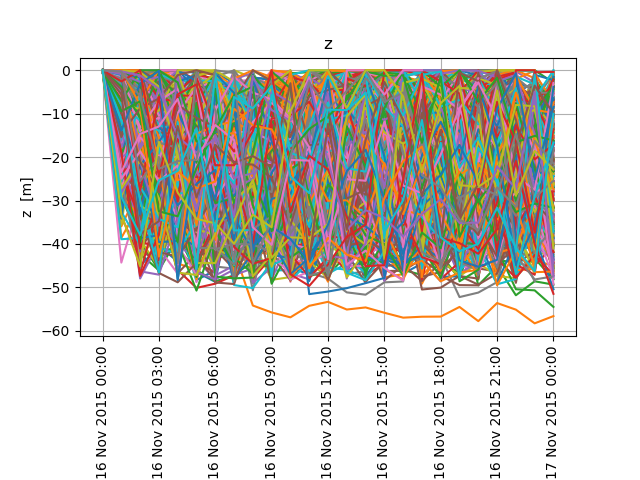 z
0
−10
−20
−30
−40
−50
−60
z [m]
16 Nov 2015 00:00
16 Nov 2015 03:00
16 Nov 2015 06:00
16 Nov 2015 09:00
16 Nov 2015 12:00
16 Nov 2015 15:00
16 Nov 2015 18:00
16 Nov 2015 21:00
17 Nov 2015 00:00